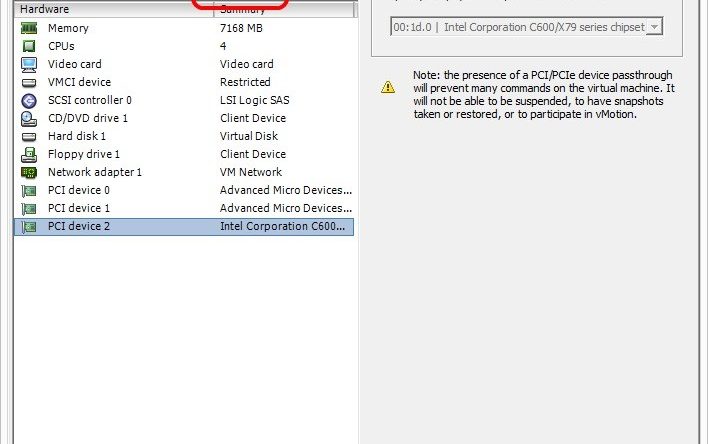 Hardware Summary
Memory 7168 MB
CPUs 4
Video card Video card
VMCI device Restricted
SCSI controller 0 LSI Logic SAS
CD/DVD drive 1 Client Device
Hard disk 1 Virtual Disk
Floppy drive 1 Client Device
Network adapter 1 VM Network
PCI device 0 Advanced Micro Devices...
PCI device 1 Advanced Micro Devices...
PCI device 2 Intel Corporation C600...
00:1d.0 | Intel Corporation C600/X79 series chipset
Note: the presence of a PCI/PCIe device passthrough
will prevent many commands on the virtual machine. It
will not be able to be suspended, to have snapshots
taken or restored, or to participate in vMotion.